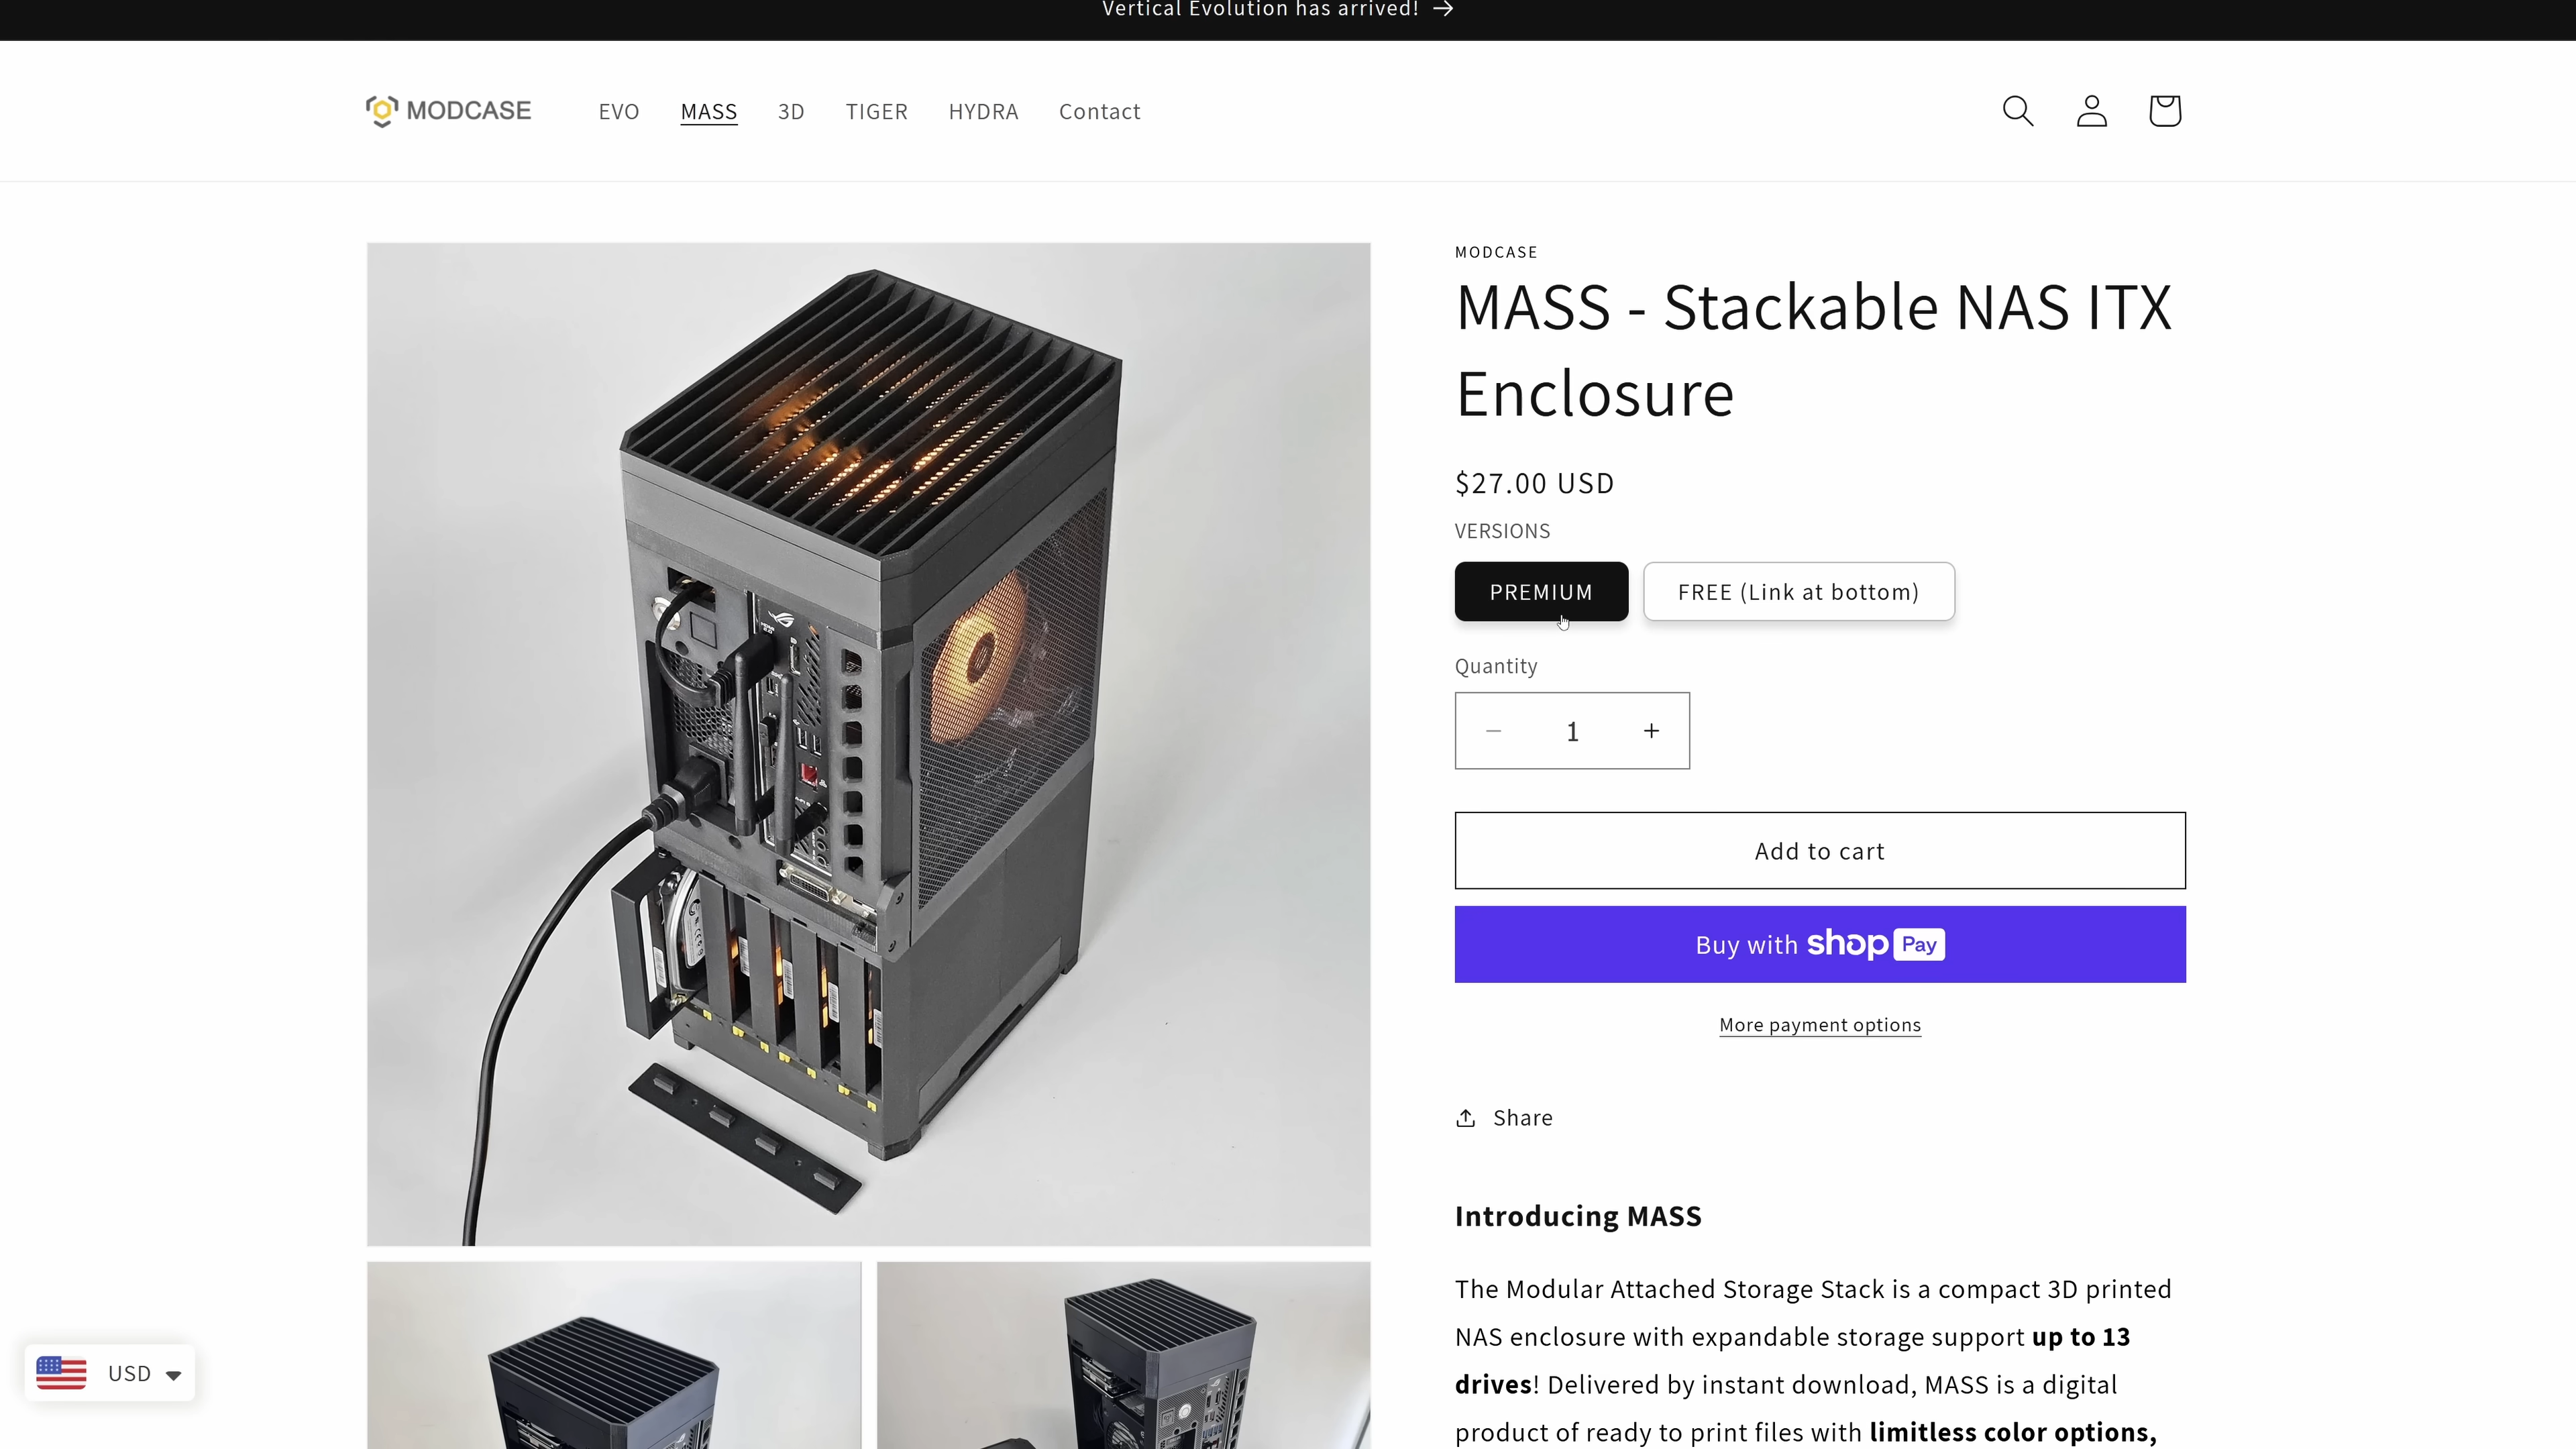 Vertical Evolution has arrived! →
MODCASE
EVO MASS 3D TIGER HYDRA Contact
MODCASE
MASS - Stackable NAS ITX
Enclosure
$27.00 USD
VERSIONS
PREMIUM FREE (Link at bottom)
Quantity
− 1 +
Add to cart
Buy with shop Pay
More payment options
Share
Introducing MASS
The Modular Attached Storage Stack is a compact 3D printed
NAS enclosure with expandable storage support up to 13
drives! Delivered by instant download, MASS is a digital
product of ready to print files with limitless color options,
USD